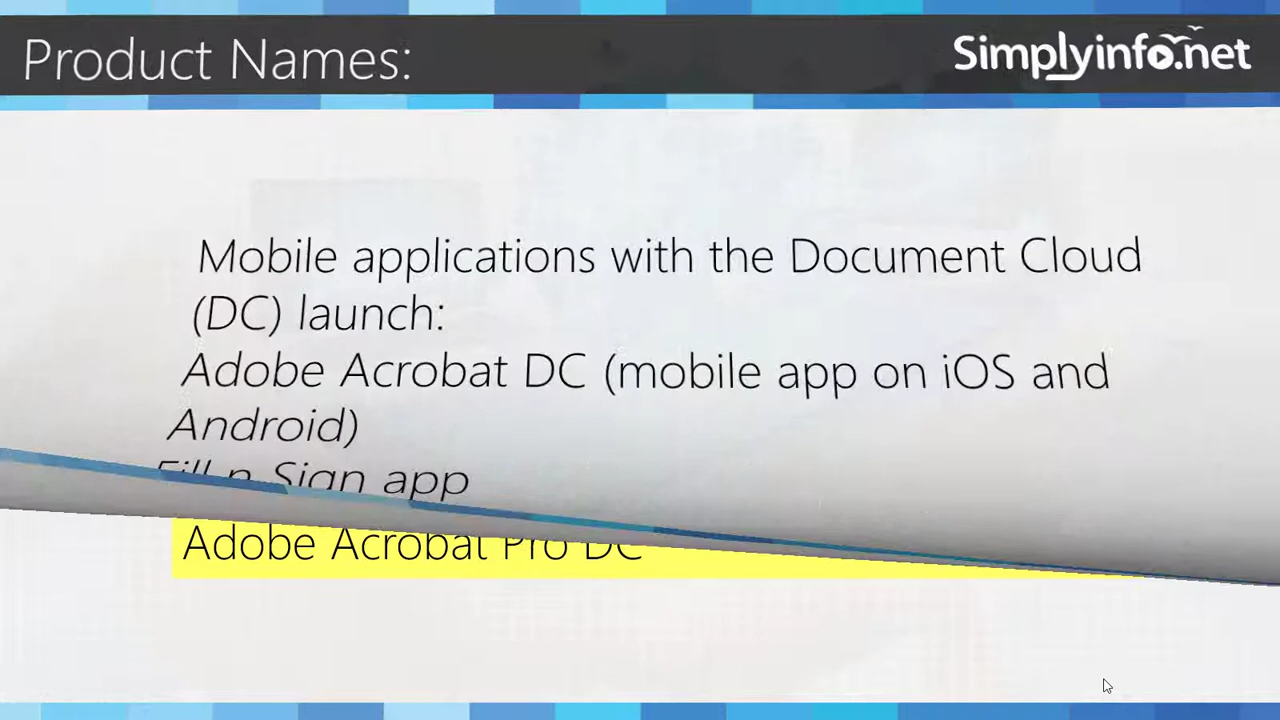 Product Names:
Simplyinfo.net
Mobile applications with the Document Cloud
(DC) launch:
Adobe Acrobat DC (mobile app on iOS and
Android)
Fill n Sign app
Adobe Acrobat Pro DC